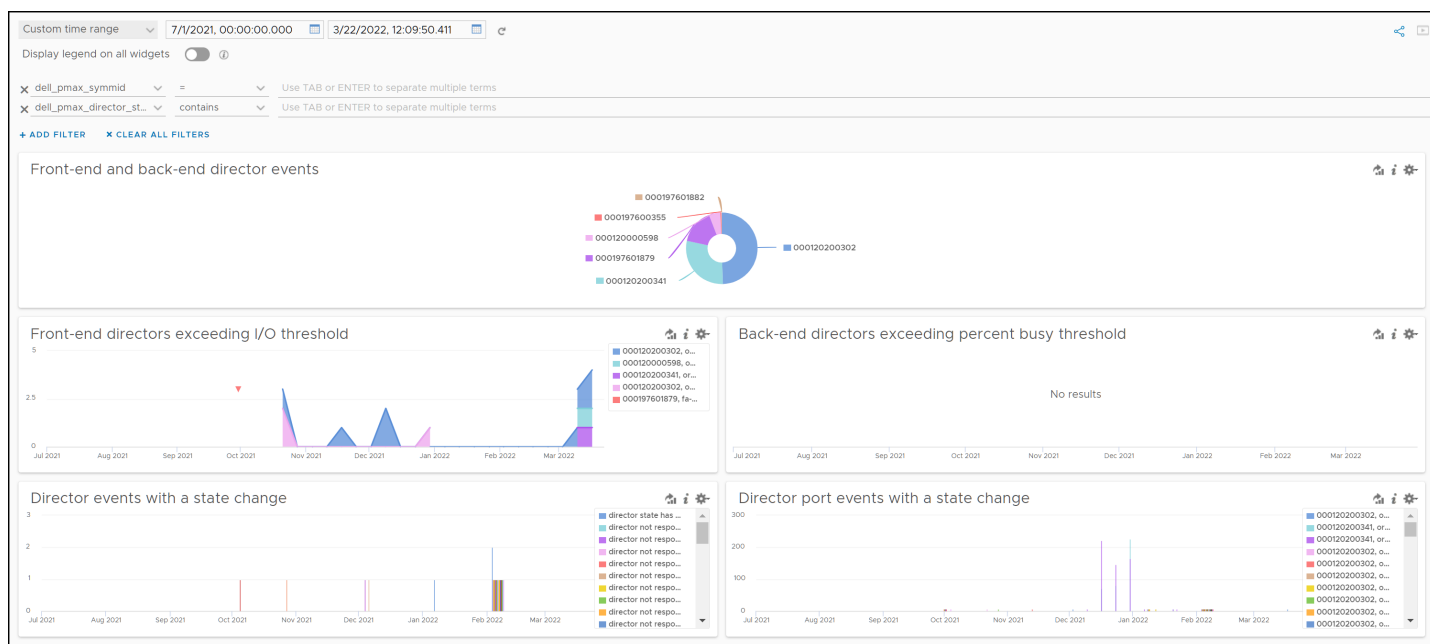 Custom time range 7/1/2021, 00:00:00.000 3/22/2022, 12:09:50.411
Display legend on all widgets
dell_pmax_symmid = Use TAB or ENTER to separate multiple terms
dell_pmax_director_st... contains Use TAB or ENTER to separate multiple terms
+ ADD FILTER × CLEAR ALL FILTERS
Front-end and back-end director events
000197601882
000197600355
000120000598
000197601879
000120200341
000120200302
Front-end directors exceeding I/O threshold
5
2.5
0
Jul 2021 Aug 2021 Sep 2021 Oct 2021 Nov 2021 Dec 2021 Jan 2022 Feb 2022 Mar 2022
000120200302, o...
000120000598, o...
000120200341, or...
000120200302, o...
000197601879, fa-...
Back-end directors exceeding percent busy threshold
No results
Jul 2021 Aug 2021 Sep 2021 Oct 2021 Nov 2021 Dec 2021 Jan 2022 Feb 2022 Mar 2022
Director events with a state change
3
2
1
0
Jul 2021 Aug 2021 Sep 2021 Oct 2021 Nov 2021 Dec 2021 Jan 2022 Feb 2022 Mar 2022
director state has ...
director not respo...
director not respo...
director not respo...
director not respo...
director not respo...
director not respo...
director not respo...
director not respo...
director not respo...
Director port events with a state change
300
200
100
0
Jul 2021 Aug 2021 Sep 2021 Oct 2021 Nov 2021 Dec 2021 Jan 2022 Feb 2022 Mar 2022
000120200302, o...
000120200341, or...
000120200341, or...
000120200302, o...
000120200302, o...
000120200302, o...
000120200302, o...
000120200302, o...
000120200302, o...
000120200302, o...